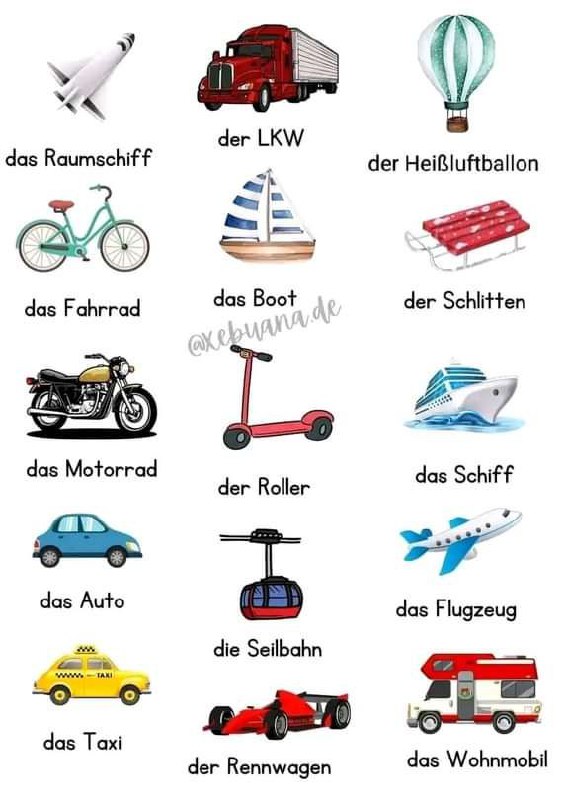 das Raumschiff
der LKW
der Heißluftballon
das Fahrrad
das Boot
der Schlitten
@xebuana.de
das Motorrad
der Roller
das Schiff
das Auto
die Seilbahn
das Flugzeug
TAXI
das Taxi
der Rennwagen
das Wohnmobil